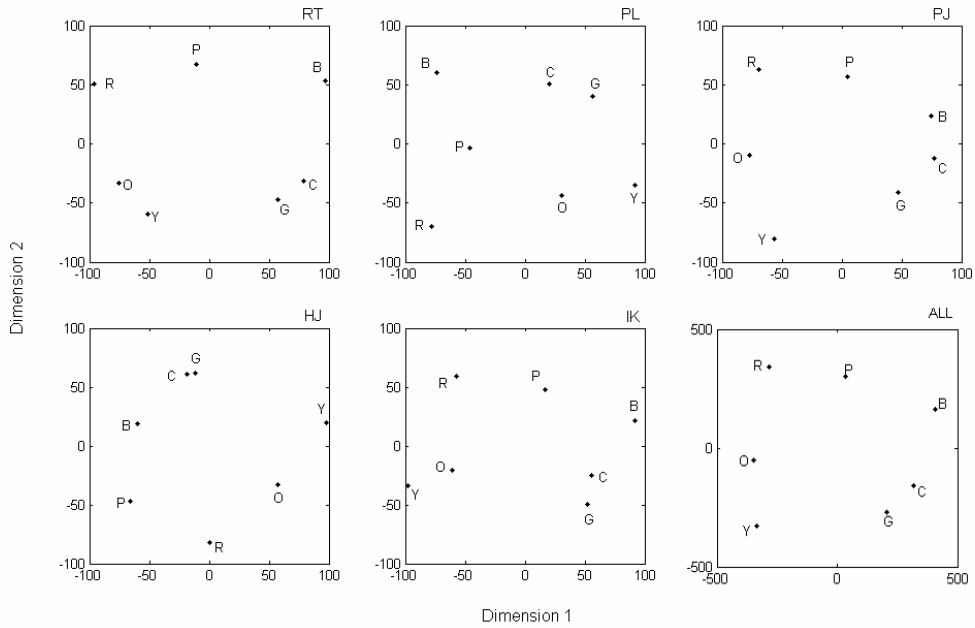 RT
PL
PJ
100
50
0
-50
-100
-100 -50 0 50 100
R P B O Y G C
100
50
0
-50
-100
-100 -50 0 50 100
B C G P R O Y
100
50
0
-50
-100
-100 -50 0 50 100
R P B O C G Y
Dimension 2
HJ
IK
ALL
100
50
0
-50
-100
-100 -50 0 50 100
G C Y B P O R
100
50
0
-50
-100
-100 -50 0 50 100
P R B O C Y G
500
0
-500
-500 0 500
R P B O C G Y
Dimension 1